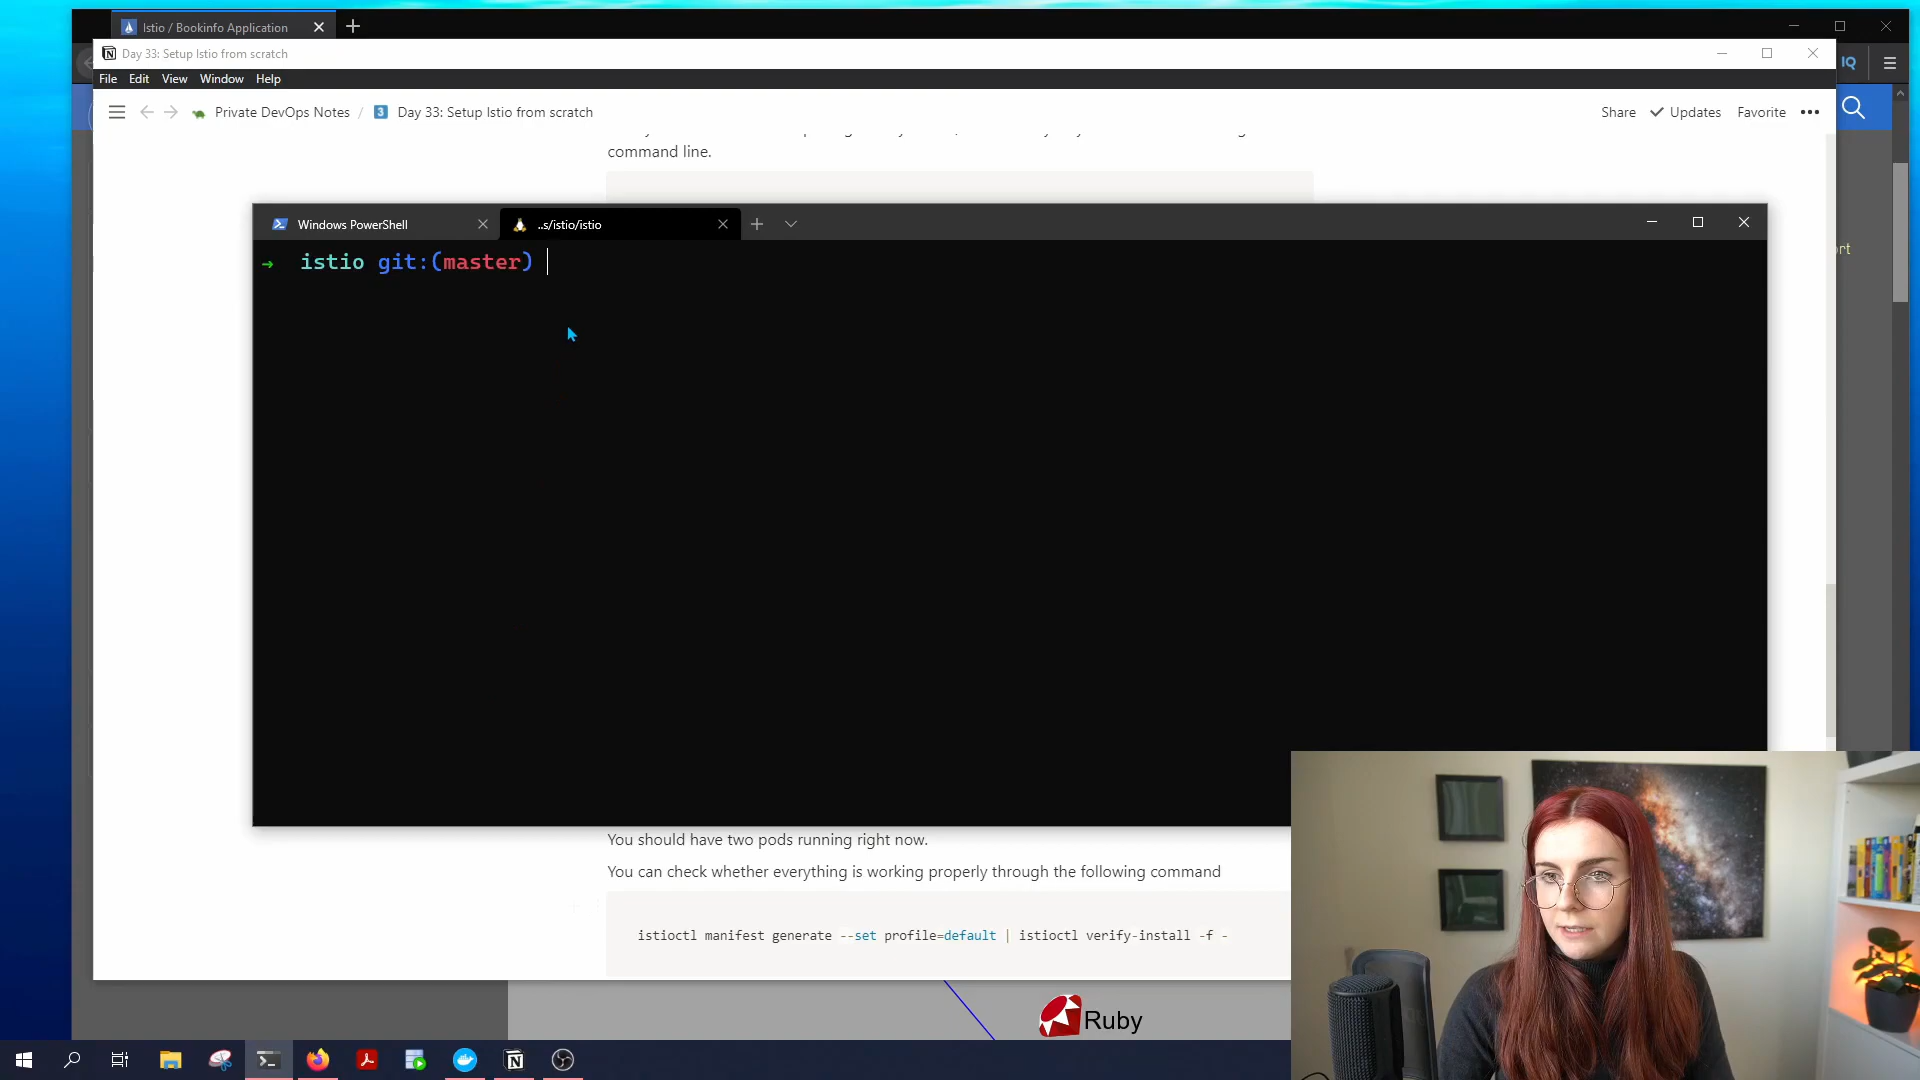 Istio / Bookinfo Application
Day 33: Setup Istio from scratch
IQ
File Edit View Window Help
Private DevOps Notes / 3 Day 33: Setup Istio from scratch
Share Updates Favorite
command line.
Windows PowerShell
..s/istio/istio
→ istio git:(master)
You should have two pods running right now.
You can check whether everything is working properly through the following command
istioctl manifest generate --set profile=default | istioctl verify-install -f -
Ruby